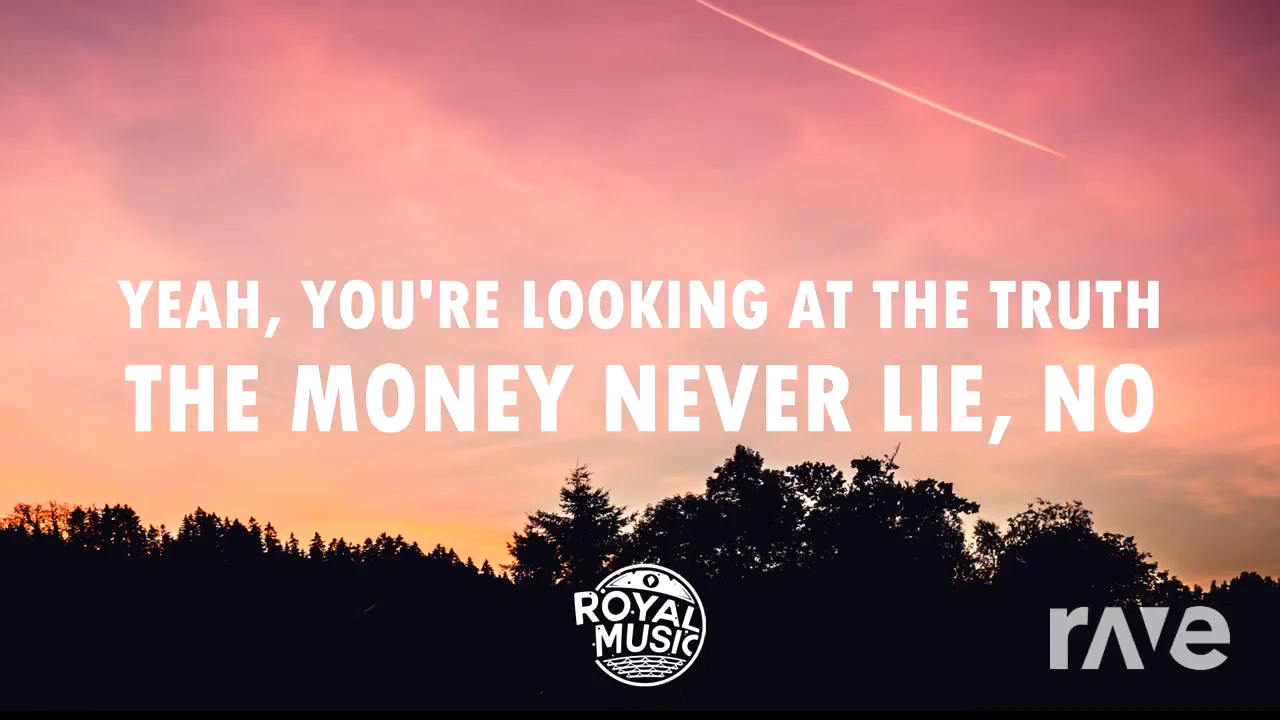 YEAH, YOU'RE LOOKING AT THE TRUTH
THE MONEY NEVER LIE, NO
ROYAL
MUSIC
rave